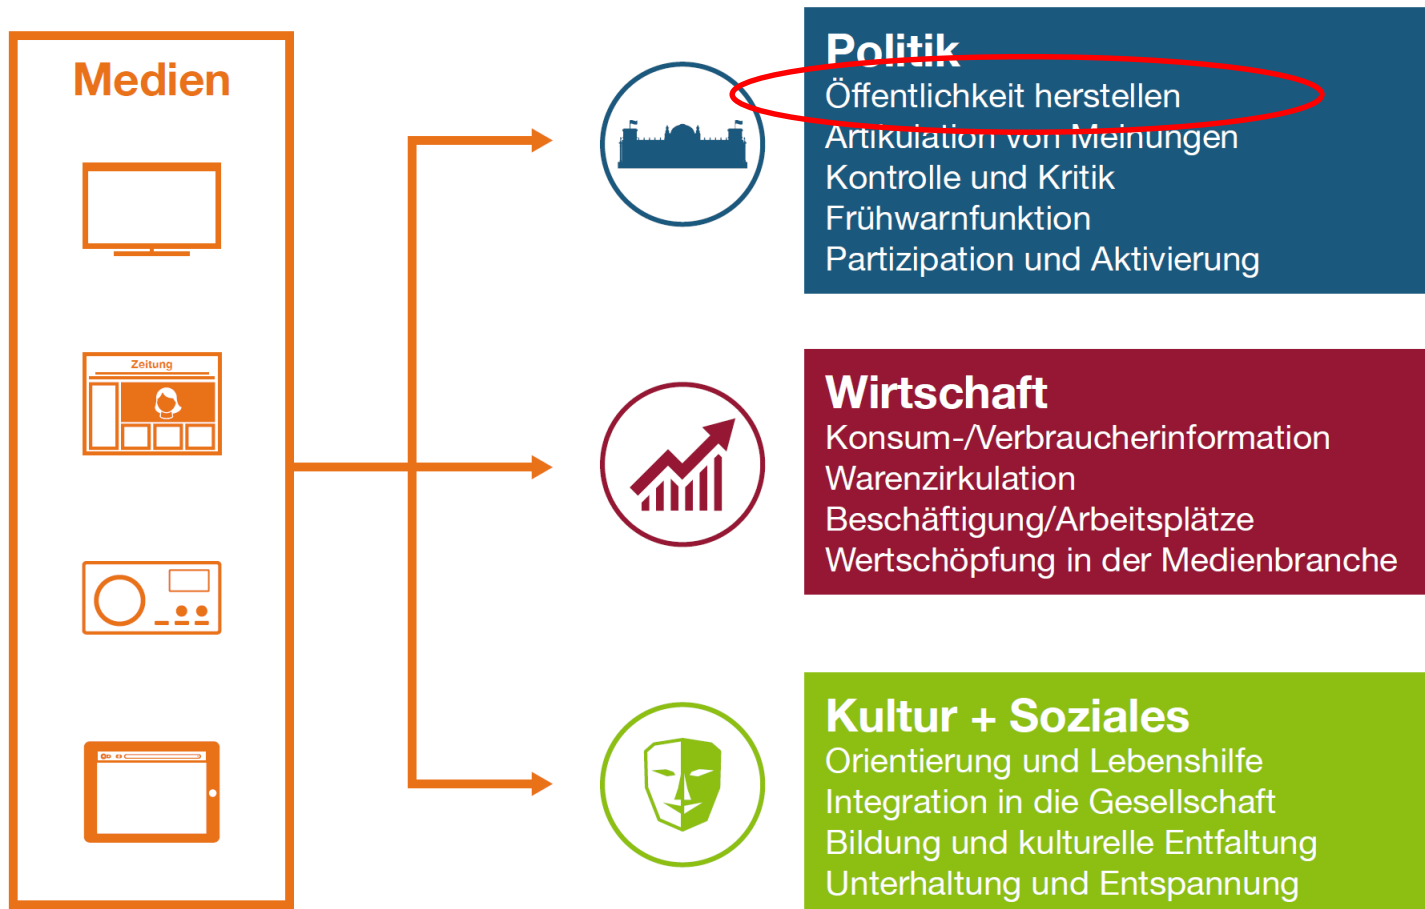 Medien
Zeitung
Politik
Öffentlichkeit herstellen
Artikulation von Meinungen
Kontrolle und Kritik
Frühwarnfunktion
Partizipation und Aktivierung
Wirtschaft
Konsum-/Verbraucherinformation
Warenzirkulation
Beschäftigung/Arbeitsplätze
Wertschöpfung in der Medienbranche
Kultur + Soziales
Orientierung und Lebenshilfe
Integration in die Gesellschaft
Bildung und kulturelle Entfaltung
Unterhaltung und Entspannung